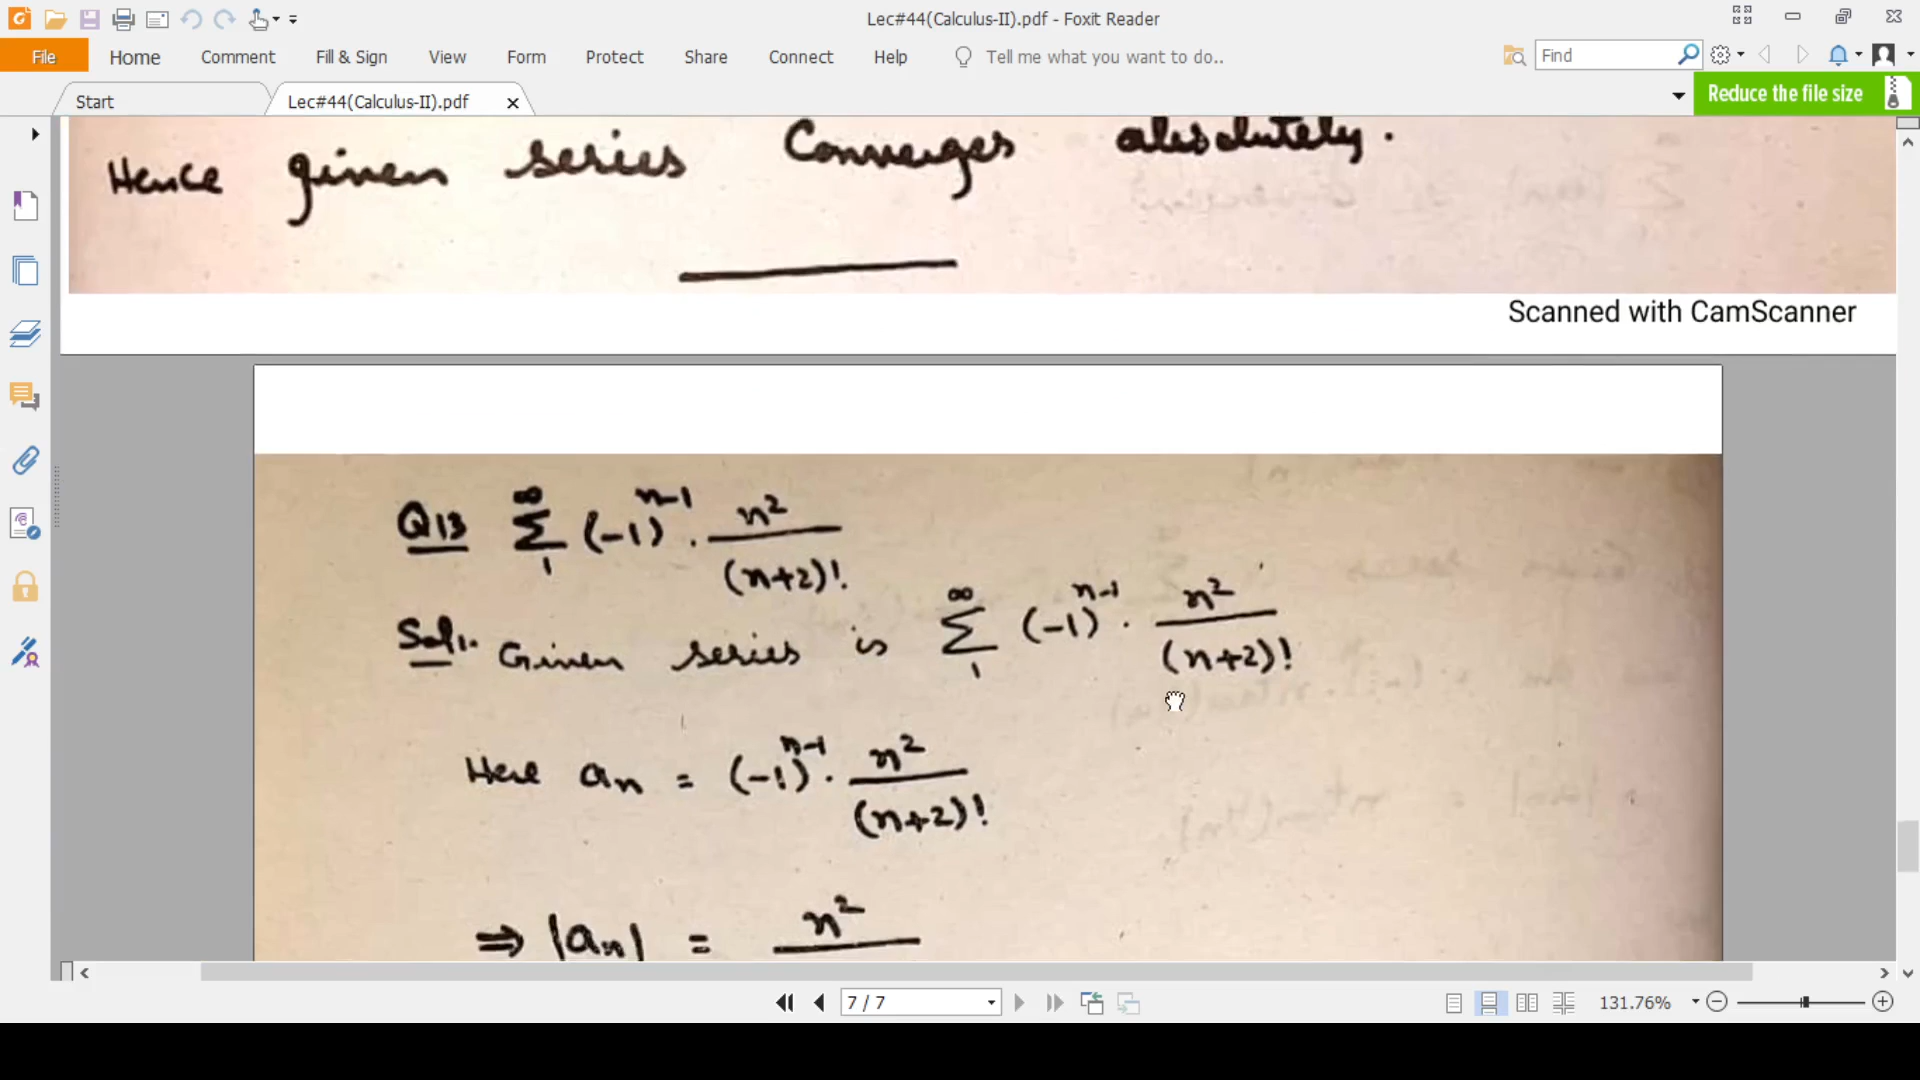 Lec#44(Calculus-II).pdf - Foxit Reader
File Home Comment Fill & Sign View Form Protect Share Connect Help Tell me what you want to do.. Find
Start Lec#44(Calculus-II).pdf Reduce the file size
Hence given series Converges absolutely.
Scanned with CamScanner
Q13 ∑₁^∞ (-1)^(n-1) · n²/(n+2)!
Sol. Given series is ∑₁^∞ (-1)^(n-1) · n²/(n+2)!
Here aₙ = (-1)^(n-1) · n²/(n+2)!
⇒ |aₙ| = n²
7 / 7 131.76%